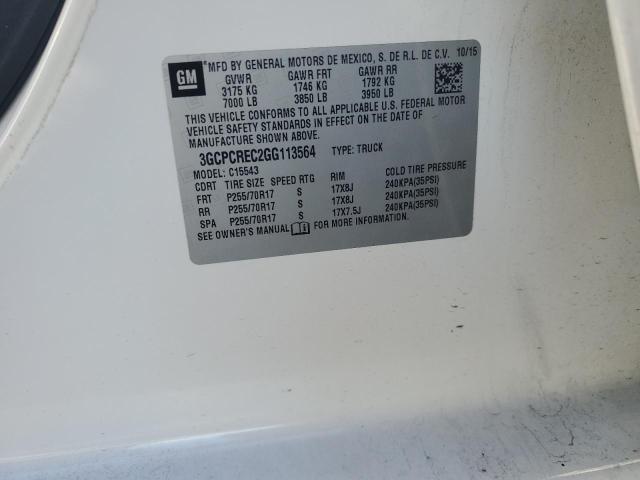 GM
*MFD BY GENERAL MOTORS DE MEXICO, S. DE R.L. DE C.V. 10/15
GVWR GAWR FRT GAWR RR
3175 KG 1746 KG 1792 KG
7000 LB 3850 LB 3950 LB
THIS VEHICLE CONFORMS TO ALL APPLICABLE U.S. FEDERAL MOTOR
VEHICLE SAFETY STANDARDS IN EFFECT ON THE DATE OF
MANUFACTURE SHOWN ABOVE.
3GCPCREC2GG113564 TYPE: TRUCK
MODEL: C15543
CDRT TIRE SIZE SPEED RTG RIM COLD TIRE PRESSURE
FRT P255/70R17 S 17X8J 240KPA(35PSI)
RR P255/70R17 S 17X8J 240KPA(35PSI)
SPA P255/70R17 S 17X7.5J 240KPA(35PSI)
SEE OWNER'S MANUAL FOR MORE INFORMATION.